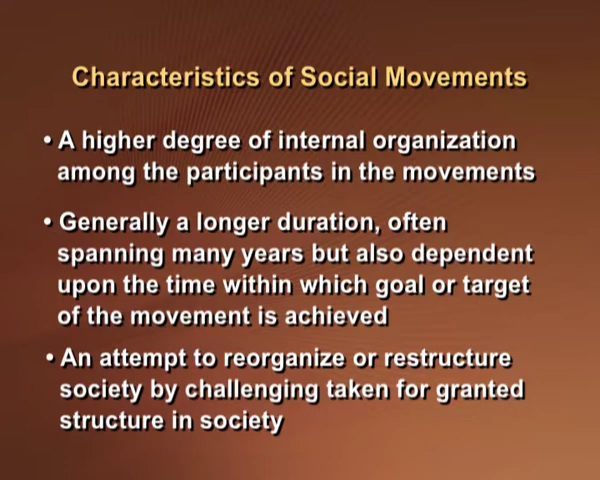 Characteristics of Social Movements
• A higher degree of internal organization
among the participants in the movements
• Generally a longer duration, often
spanning many years but also dependent
upon the time within which goal or target
of the movement is achieved
• An attempt to reorganize or restructure
society by challenging taken for granted
structure in society